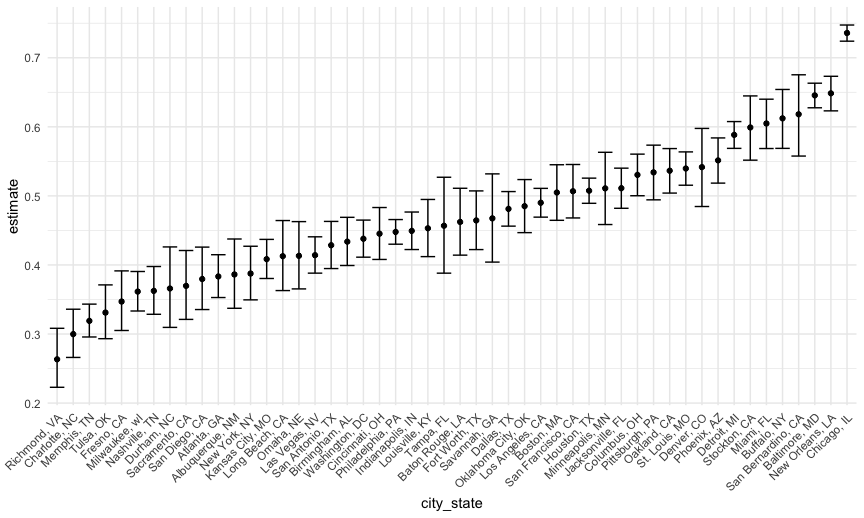 0.7
0.6
0.5
0.4
0.3
0.2
estimate
Richmond, VA
Charlotte, NC
Memphis, TN
Tulsa, OK
Fresno, CA
Milwaukee, wI
Nashville, TN
Durham, NC
Sacramento, CA
San Diego, CA
Atlanta, GA
Albuquerque, NM
New York, NY
Kansas City, MO
Long Beach, CA
Omaha, NE
Las Vegas, NV
San Antonio, TX
Birmingham, AL
Washington, DC
Cincinnati, OH
Philadelphia, PA
Indianapolis, IN
Louisville, KY
Tampa, FL
Baton Rouge, LA
Fort Worth, TX
Savannah, GA
Dallas, TX
Oklahoma City, OK
Los Angeles, CA
Boston, MA
San Francisco, CA
Houston, TX
Minneapolis, MN
Jacksonville, FL
Columbus, OH
Pittsburgh, PA
Oakland, CA
St. Louis, MO
Denver, CO
Phoenix, AZ
Detroit, MI
Stockton, CA
Miami, FL
Buffalo, NY
San Bernardino, CA
Baltimore, MD
New Orleans, LA
Chicago, IL
city_state